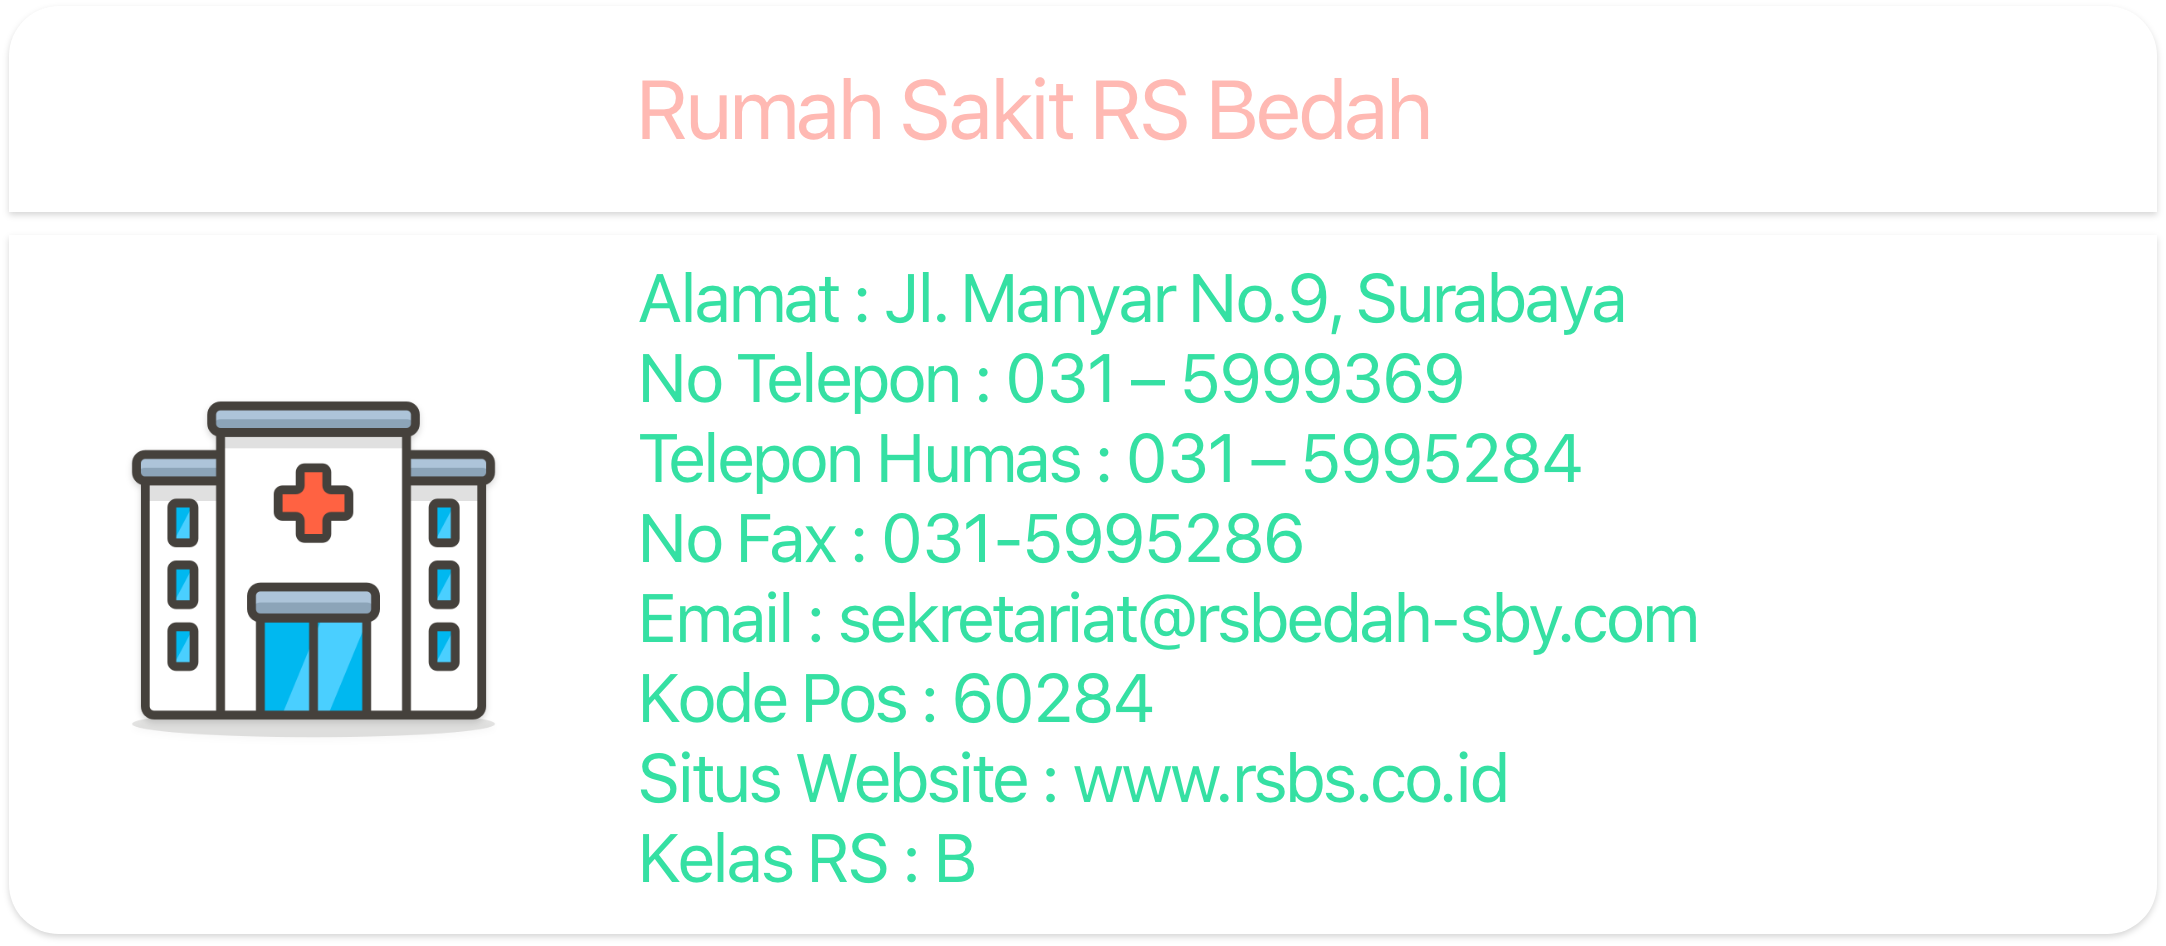 Rumah Sakit RS Bedah
Alamat : Jl. Manyar No.9, Surabaya
No Telepon : 031 – 5999369
Telepon Humas : 031 – 5995284
No Fax : 031-5995286
Email : sekretariat@rsbedah-sby.com
Kode Pos : 60284
Situs Website : www.rsbs.co.id
Kelas RS : B